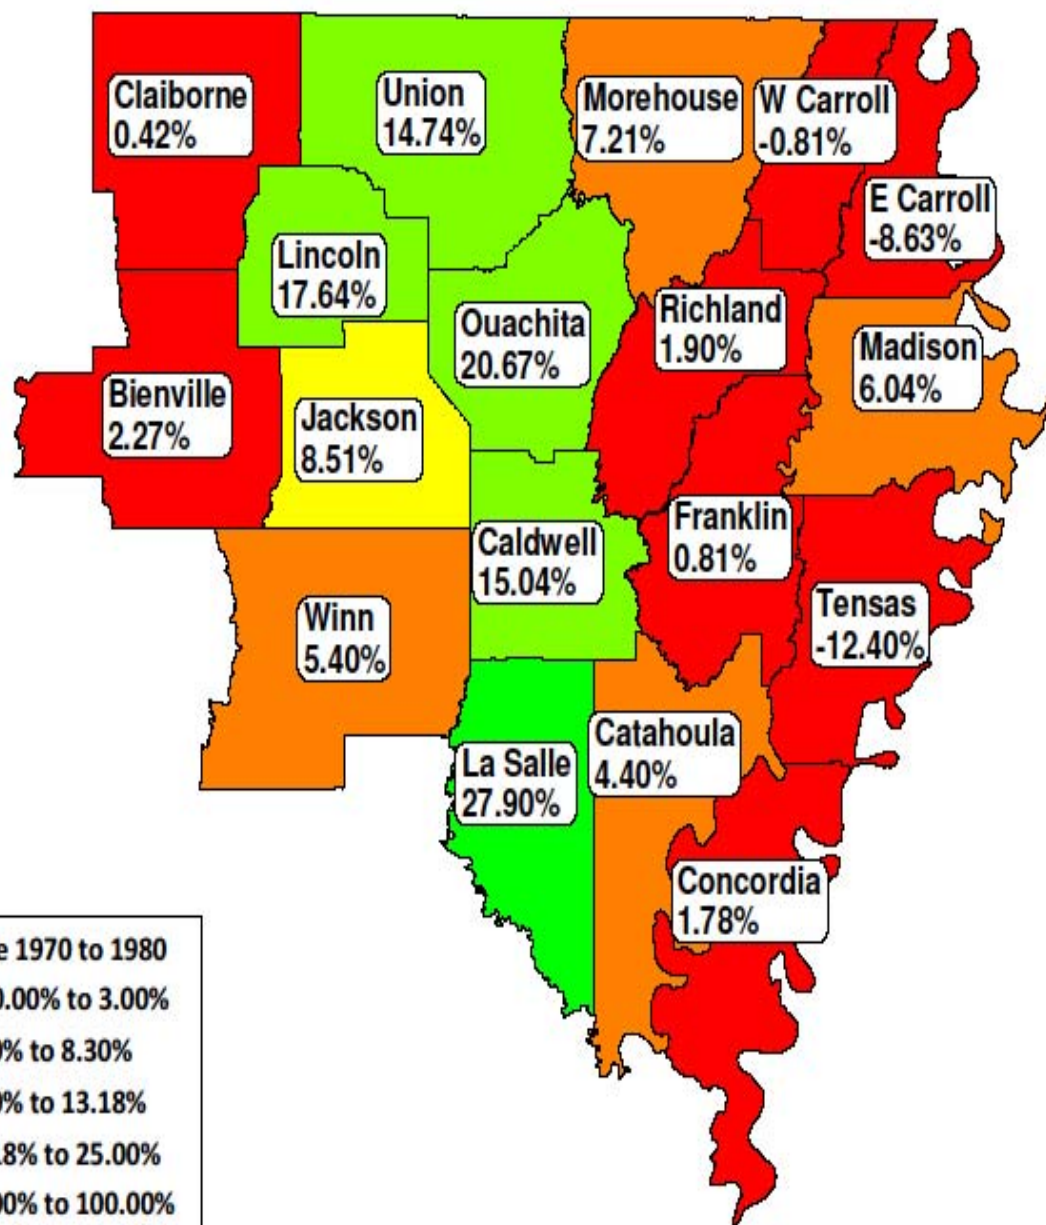 Claiborne
0.42%
Union
14.74%
Morehouse
7.21%
W Carroll
-0.81%
E Carroll
-8.63%
Lincoln
17.64%
Ouachita
20.67%
Richland
1.90%
Madison
6.04%
Bienville
2.27%
Jackson
8.51%
Caldwell
15.04%
Franklin
0.81%
Winn
5.40%
Tensas
-12.40%
La Salle
27.90%
Catahoula
4.40%
Concordia
1.78%
e 1970 to 1980
0.00% to 3.00%
0% to 8.30%
0% to 13.18%
18% to 25.00%
00% to 100.00%